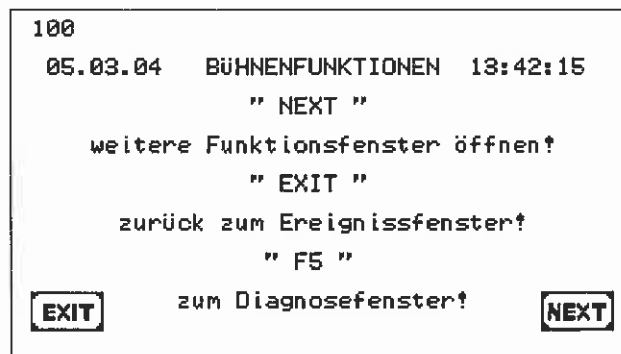 100
05.03.04 BÜHNENFUNKTIONEN 13:42:15
" NEXT "
weitere Funktionsfenster öffnen!
" EXIT "
zurück zum Ereignissfenster!
" F5 "
zum Diagnosefenster!
EXIT NEXT